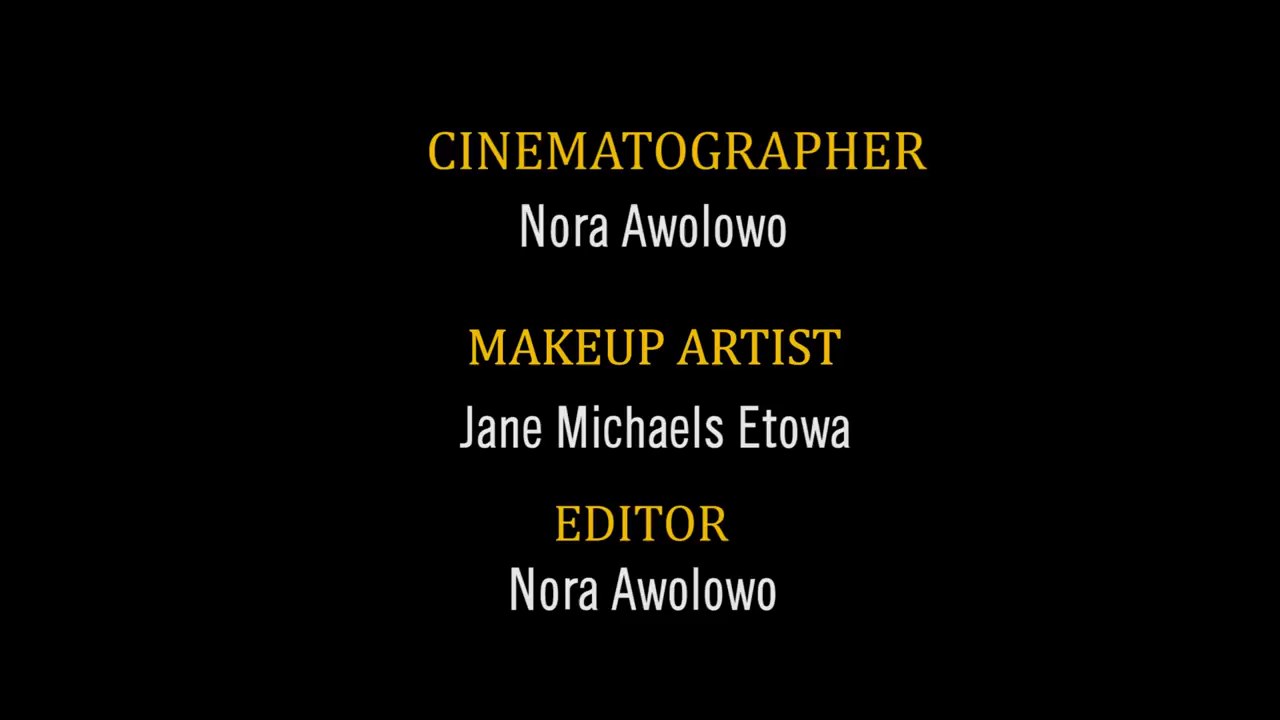 CINEMATOGRAPHER
Nora Awolowo
MAKEUP ARTIST
Jane Michaels Etowa
EDITOR
Nora Awolowo